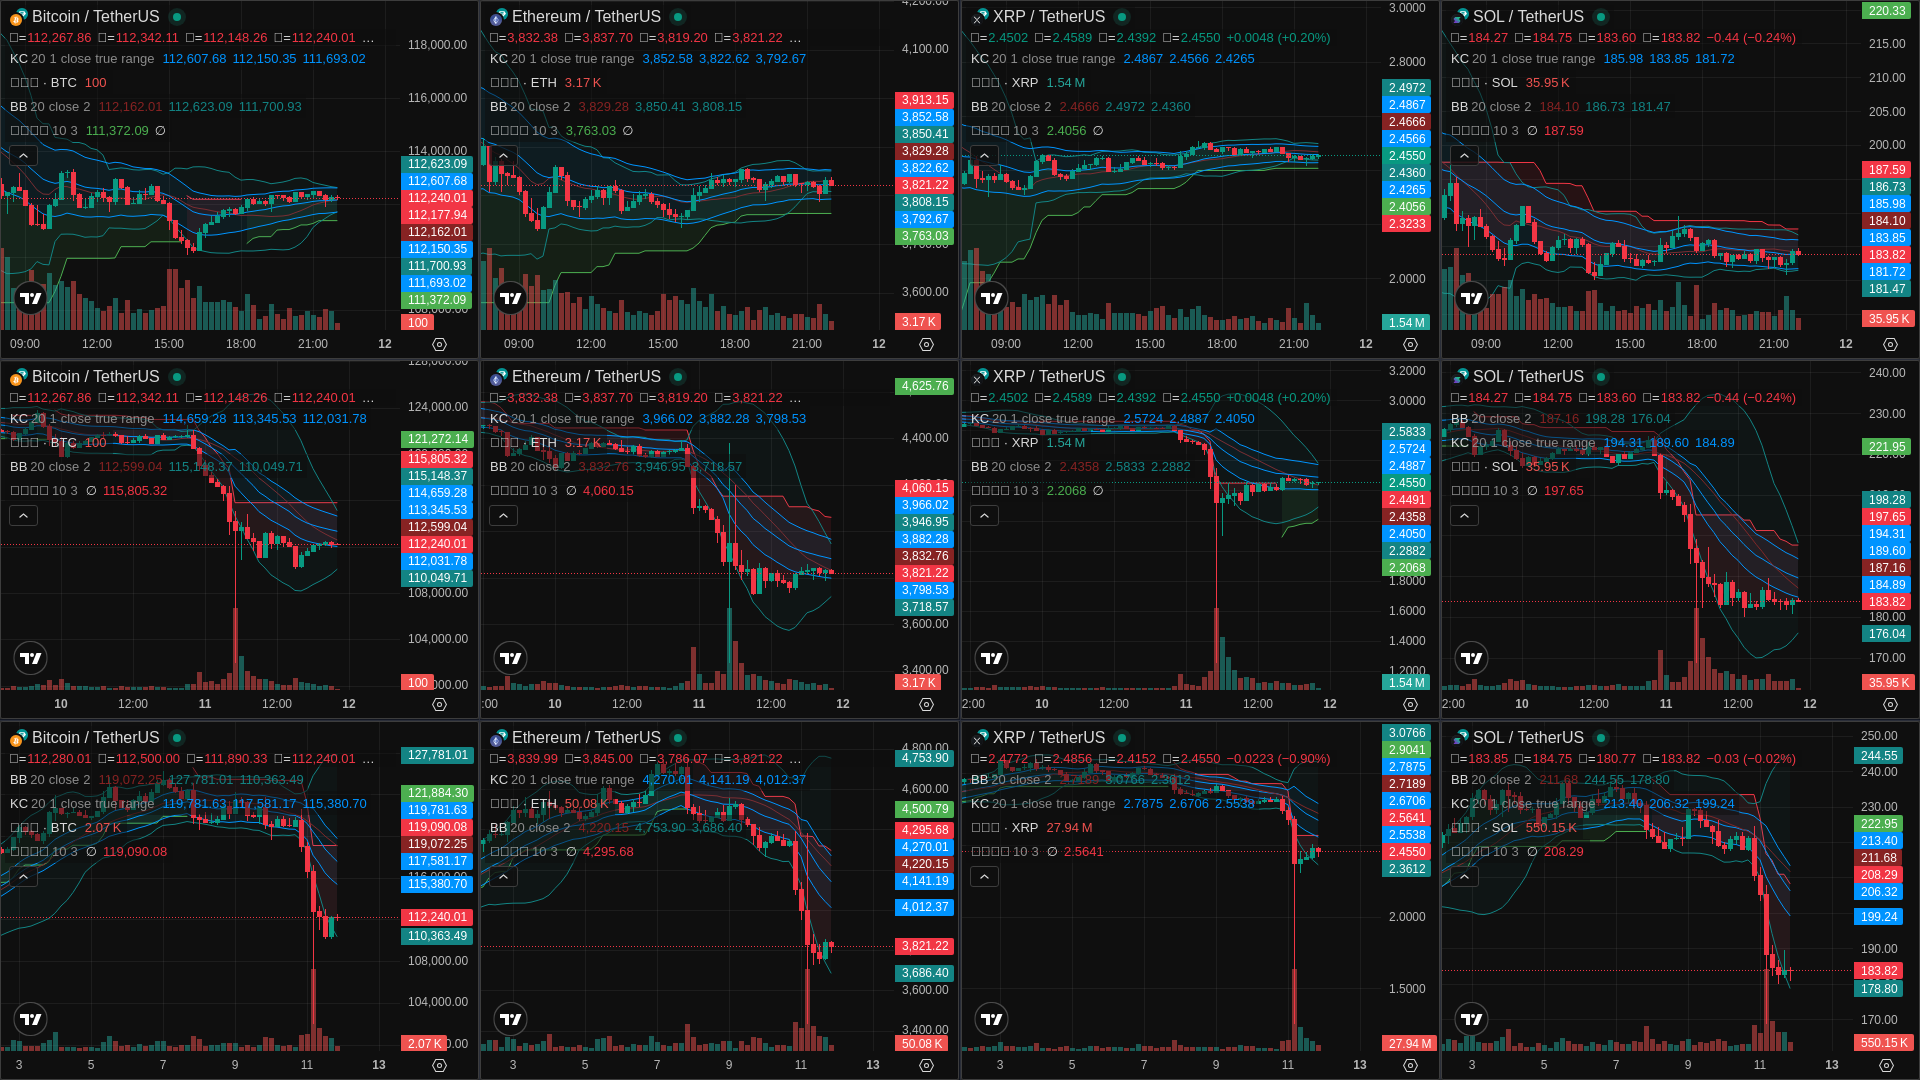 Bitcoin / TetherUS
□=112,267.86 □=112,342.11 □=112,148.26 □=112,240.01 …
KC 20 1 close true range 112,607.68 112,150.35 111,693.02
□□□ · BTC 100
BB 20 close 2 112,162.01 112,623.09 111,700.93
□□□□ 10 3 111,372.09 ∅
118,000.00
116,000.00
114,000.00
112,623.09
112,607.68
112,240.01
112,177.94
112,162.01
112,150.35
111,700.93
111,693.02
111,372.09
100
09:00 12:00 15:00 18:00 21:00 12
Ethereum / TetherUS
□=3,832.38 □=3,837.70 □=3,819.20 □=3,821.22 …
KC 20 1 close true range 3,852.58 3,822.62 3,792.67
□□□ · ETH 3.17 K
BB 20 close 2 3,829.28 3,850.41 3,808.15
□□□□ 10 3 3,763.03 ∅
4,200.00
4,100.00
3,913.15
3,852.58
3,850.41
3,829.28
3,822.62
3,821.22
3,808.15
3,792.67
3,763.03
3,600.00
3.17 K
09:00 12:00 15:00 18:00 21:00 12
XRP / TetherUS
□=2.4502 □=2.4589 □=2.4392 □=2.4550 +0.0048 (+0.20%)
KC 20 1 close true range 2.4867 2.4566 2.4265
□□□ · XRP 1.54 M
BB 20 close 2 2.4666 2.4972 2.4360
□□□□ 10 3 2.4056 ∅
3.0000
2.8000
2.4972
2.4867
2.4666
2.4566
2.4550
2.4360
2.4265
2.4056
2.3233
2.0000
1.54 M
09:00 12:00 15:00 18:00 21:00 12
SOL / TetherUS
□=184.27 □=184.75 □=183.60 □=183.82 −0.44 (−0.24%)
KC 20 1 close true range 185.98 183.85 181.72
□□□ · SOL 35.95 K
BB 20 close 2 184.10 186.73 181.47
□□□□ 10 3 ∅ 187.59
220.33
215.00
210.00
205.00
200.00
187.59
186.73
185.98
184.10
183.85
183.82
181.72
181.47
35.95 K
09:00 12:00 15:00 18:00 21:00 12
Bitcoin / TetherUS
□=112,267.86 □=112,342.11 □=112,148.26 □=112,240.01 …
KC 20 1 close true range 114,659.28 113,345.53 112,031.78
□□□ · BTC 100
BB 20 close 2 112,599.04 115,148.37 110,049.71
□□□□ 10 3 ∅ 115,805.32
128,000.00
124,000.00
121,272.14
115,805.32
115,148.37
114,659.28
113,345.53
112,599.04
112,240.01
112,031.78
110,049.71
108,000.00
104,000.00
100
10 12:00 11 12:00 12
Ethereum / TetherUS
□=3,832.38 □=3,837.70 □=3,819.20 □=3,821.22 …
KC 20 1 close true range 3,966.02 3,882.28 3,798.53
□□□ · ETH 3.17 K
BB 20 close 2 3,832.76 3,946.95 3,718.57
□□□□ 10 3 ∅ 4,060.15
4,625.76
4,400.00
4,060.15
3,966.02
3,946.95
3,882.28
3,832.76
3,821.22
3,798.53
3,718.57
3,600.00
3,400.00
3.17 K
2:00 10 12:00 11 12:00 12
XRP / TetherUS
□=2.4502 □=2.4589 □=2.4392 □=2.4550 +0.0048 (+0.20%)
KC 20 1 close true range 2.5724 2.4887 2.4050
□□□ · XRP 1.54 M
BB 20 close 2 2.4358 2.5833 2.2882
□□□□ 10 3 2.2068 ∅
3.2000
3.0000
2.5833
2.5724
2.4887
2.4550
2.4491
2.4358
2.4050
2.2882
2.2068
1.8000
1.6000
1.4000
1.2000
1.54 M
2:00 10 12:00 11 12:00 12
SOL / TetherUS
□=184.27 □=184.75 □=183.60 □=183.82 −0.44 (−0.24%)
BB 20 close 2 187.16 198.28 176.04
KC 20 1 close true range 194.31 189.60 184.89
□□□ · SOL 35.95 K
□□□□ 10 3 ∅ 197.65
240.00
230.00
221.95
198.28
197.65
194.31
189.60
187.16
184.89
183.82
180.00
176.04
170.00
35.95 K
2:00 10 12:00 11 12:00 12
Bitcoin / TetherUS
□=112,280.01 □=112,500.00 □=111,890.33 □=112,240.01 …
BB 20 close 2 119,072.25 127,781.01 110,363.49
KC 20 1 close true range 119,781.63 117,581.17 115,380.70
□□□ · BTC 2.07 K
□□□□ 10 3 ∅ 119,090.08
127,781.01
121,884.30
119,781.63
119,090.08
119,072.25
117,581.17
115,380.70
112,240.01
110,363.49
108,000.00
104,000.00
2.07 K
3 5 7 9 11 13
Ethereum / TetherUS
□=3,839.99 □=3,845.00 □=3,786.07 □=3,821.22 …
KC 20 1 close true range 4,270.01 4,141.19 4,012.37
□□□ · ETH 50.08 K
BB 20 close 2 4,220.15 4,753.90 3,686.40
□□□□ 10 3 ∅ 4,295.68
4,800.00
4,753.90
4,600.00
4,500.79
4,295.68
4,270.01
4,220.15
4,141.19
4,012.37
3,821.22
3,686.40
3,600.00
3,400.00
50.08 K
3 5 7 9 11 13
XRP / TetherUS
□=2.4772 □=2.4856 □=2.4152 □=2.4550 −0.0223 (−0.90%)
BB 20 close 2 2.7189 3.0766 2.3612
KC 20 1 close true range 2.7875 2.6706 2.5538
□□□ · XRP 27.94 M
□□□□ 10 3 ∅ 2.5641
3.0766
2.9041
2.7875
2.7189
2.6706
2.5641
2.5538
2.4550
2.3612
2.0000
1.5000
27.94 M
3 5 7 9 11 13
SOL / TetherUS
□=183.85 □=184.75 □=180.77 □=183.82 −0.03 (−0.02%)
BB 20 close 2 211.68 244.55 178.80
KC 20 1 close true range 213.40 206.32 199.24
□□□ · SOL 550.15 K
□□□□ 10 3 ∅ 208.29
250.00
244.55
240.00
230.00
222.95
213.40
211.68
208.29
206.32
199.24
190.00
183.82
178.80
170.00
550.15 K
3 5 7 9 11 13